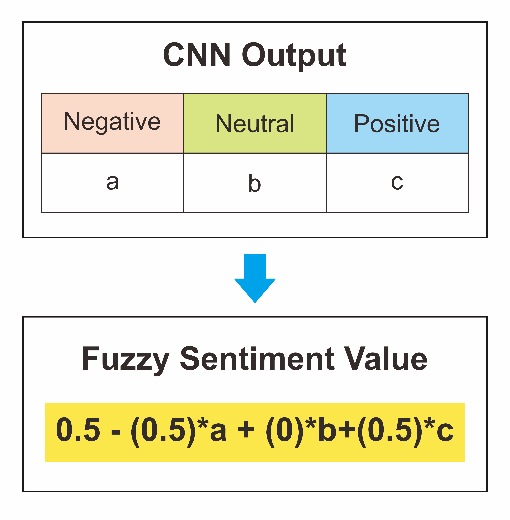 CNN Output
Negative Neutral Positive
a b c
Fuzzy Sentiment Value
0.5 - (0.5)*a + (0)*b+(0.5)*c